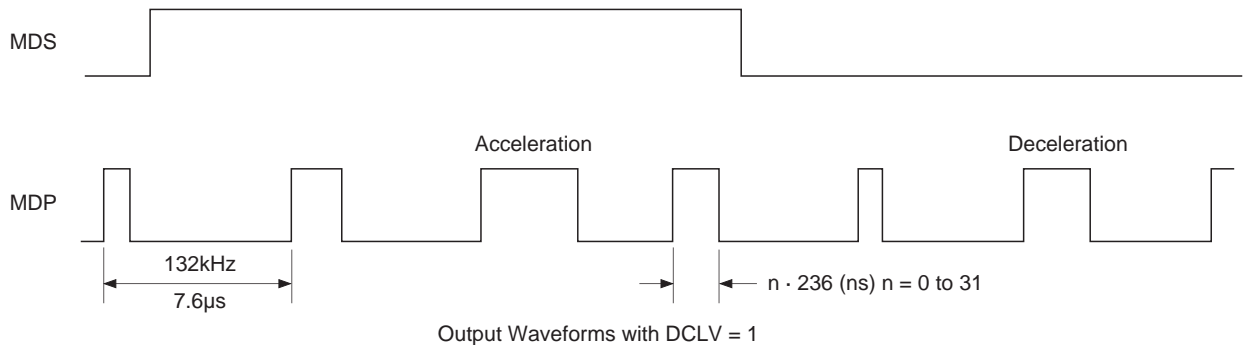 MDS
Acceleration
Deceleration
MDP
132kHz
7.6µs
n · 236 (ns) n = 0 to 31
Output Waveforms with DCLV = 1